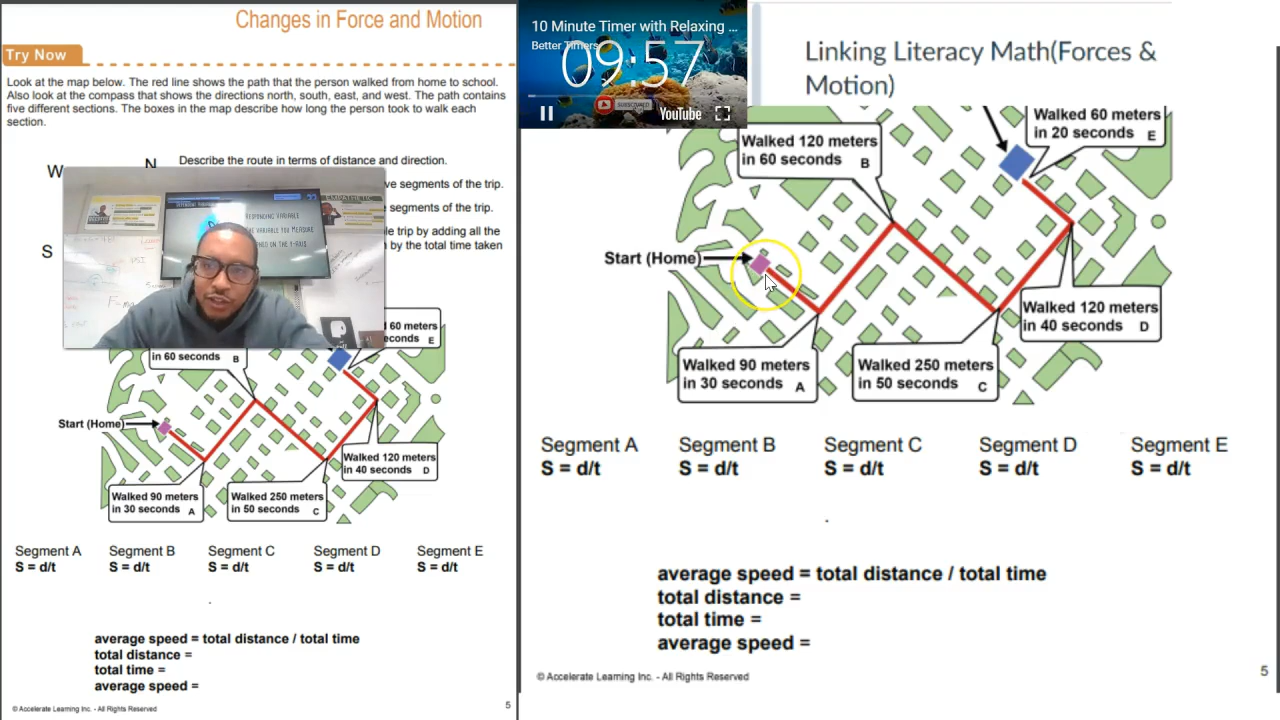 Changes in Force and Motion
Try Now
Look at the map below. The red line shows the path that the person walked from home to school.
Also look at the compass that shows the directions north, south, east, and west. The path contains
five different sections. The boxes in the map describe how long the person took to walk each
section.
N
W
S
Describe the route in terms of distance and direction.
ve segments of the trip.
segments of the trip.
le trip by adding all the
by the total time taken
RESPONDING VARIABLE
VARIABLE YOU MEASURE
ON THE Y-AXIS
60 meters
econds E
in 60 seconds B
Start (Home)
Walked 120 meters
in 40 seconds D
Walked 90 meters
in 30 seconds A
Walked 250 meters
in 50 seconds C
Segment A
S = d/t
Segment B
S = d/t
Segment C
S = d/t
Segment D
S = d/t
Segment E
S = d/t
average speed = total distance / total time
total distance =
total time =
average speed =
© Accelerate Learning Inc. - All Rights Reserved
5
10 Minute Timer with Relaxing ...
Better Timers
09:57
SUBSCRIBED
YouTube
Linking Literacy Math(Forces &
Motion)
Walked 120 meters
in 60 seconds B
Walked 60 meters
in 20 seconds E
Start (Home)
Walked 120 meters
in 40 seconds D
Walked 90 meters
in 30 seconds A
Walked 250 meters
in 50 seconds C
Segment A
S = d/t
Segment B
S = d/t
Segment C
S = d/t
Segment D
S = d/t
Segment E
S = d/t
average speed = total distance / total time
total distance =
total time =
average speed =
© Accelerate Learning Inc. - All Rights Reserved
5